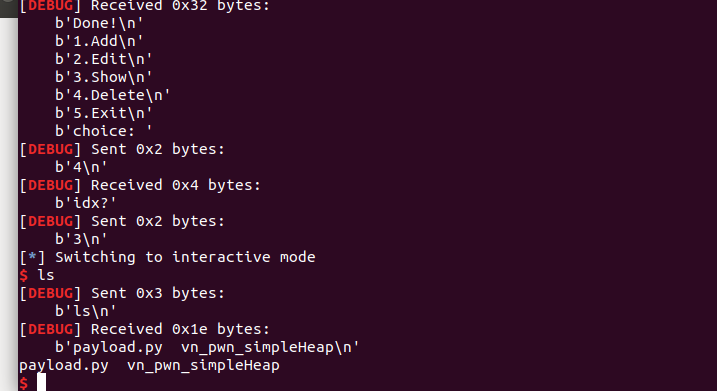 [DEBUG] Received 0x32 bytes:
    b'Done!\n'
    b'1.Add\n'
    b'2.Edit\n'
    b'3.Show\n'
    b'4.Delete\n'
    b'5.Exit\n'
    b'choice: '
[DEBUG] Sent 0x2 bytes:
    b'4\n'
[DEBUG] Received 0x4 bytes:
    b'idx?'
[DEBUG] Sent 0x2 bytes:
    b'3\n'
[*] Switching to interactive mode
$ ls
[DEBUG] Sent 0x3 bytes:
    b'ls\n'
[DEBUG] Received 0x1e bytes:
    b'payload.py  vn_pwn_simpleHeap\n'
payload.py  vn_pwn_simpleHeap
$